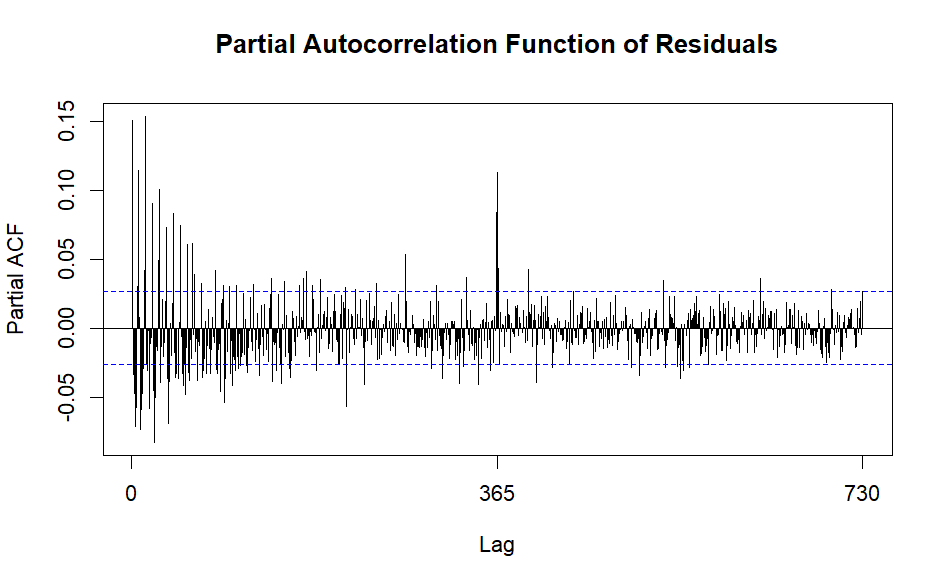 Partial Autocorrelation Function of Residuals
Partial ACF
0.15
0.10
0.05
0.00
-0.05
0 365 730
Lag